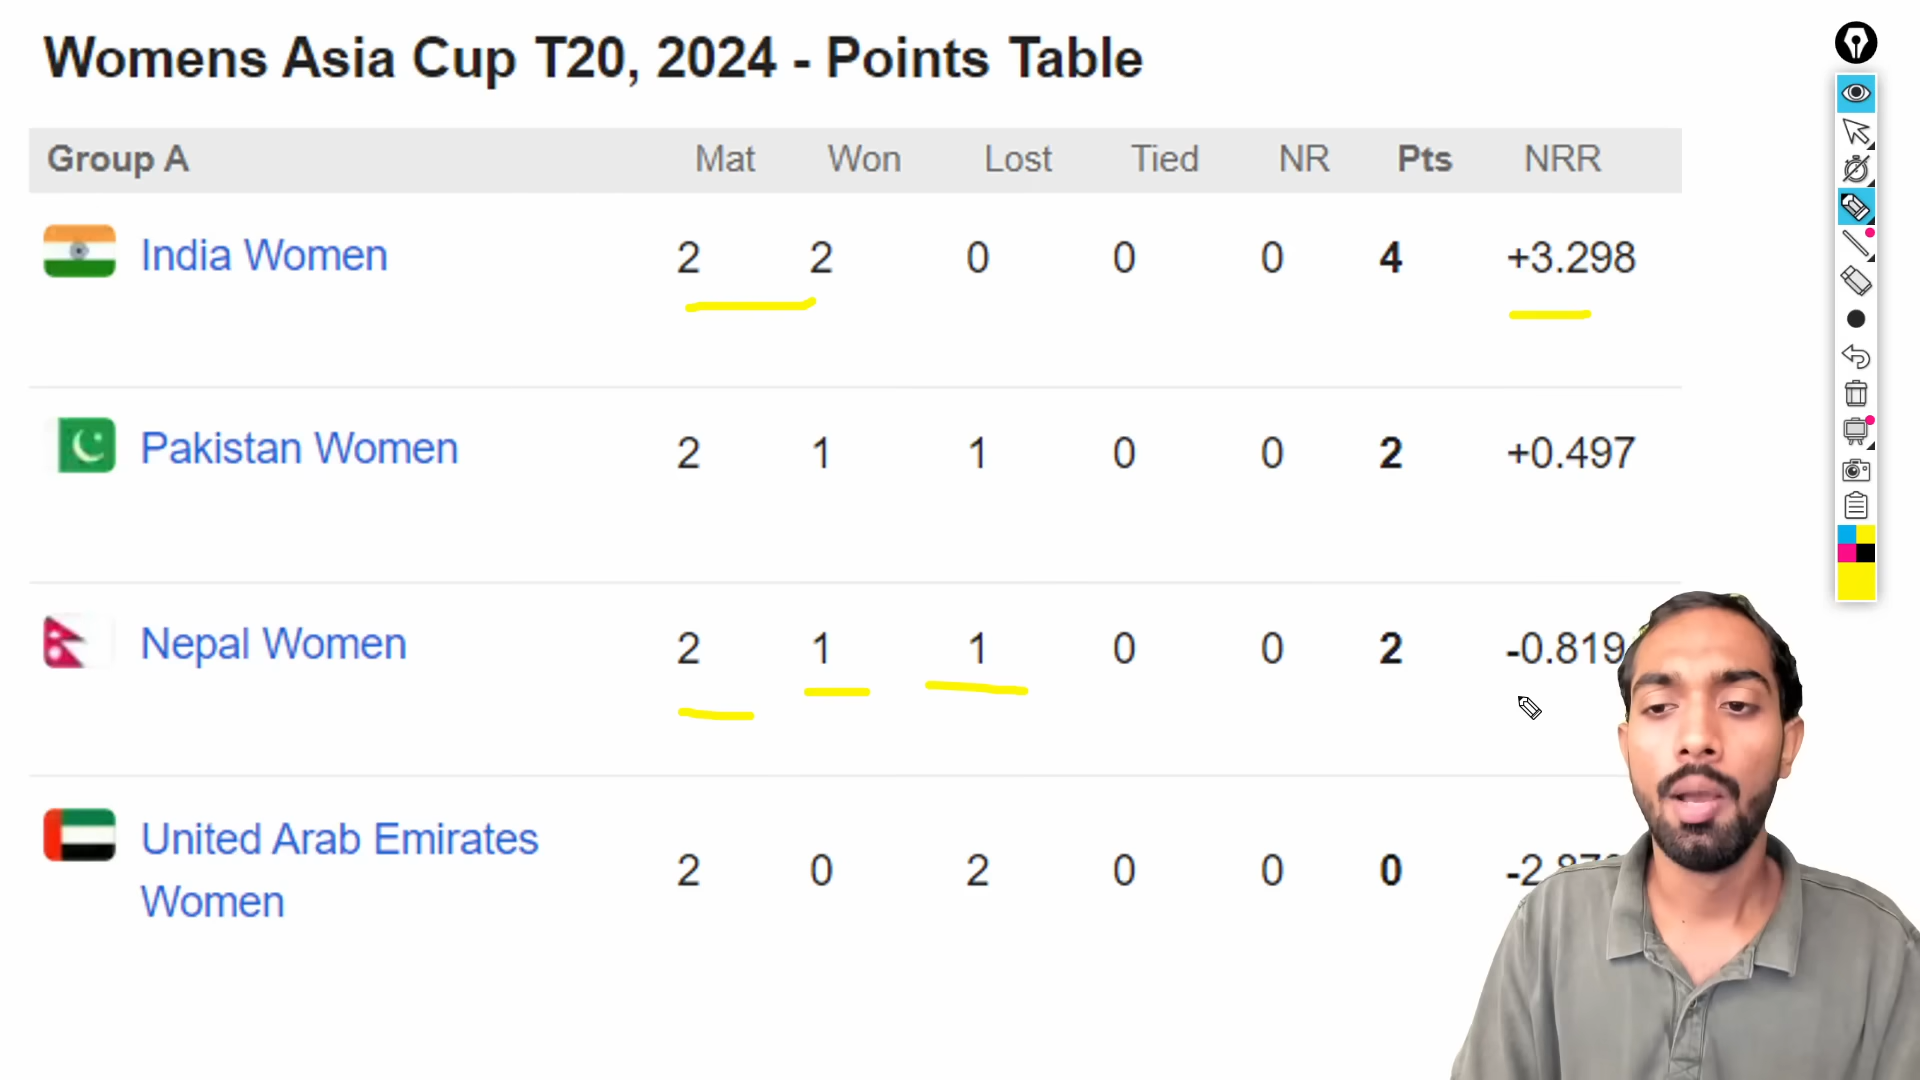 Womens Asia Cup T20, 2024 - Points Table
Group A Mat Won Lost Tied NR Pts NRR
India Women 2 2 0 0 0 4 +3.298
Pakistan Women 2 1 1 0 0 2 +0.497
Nepal Women 2 1 1 0 0 2 -0.819
United Arab Emirates
Women 2 0 2 0 0 0